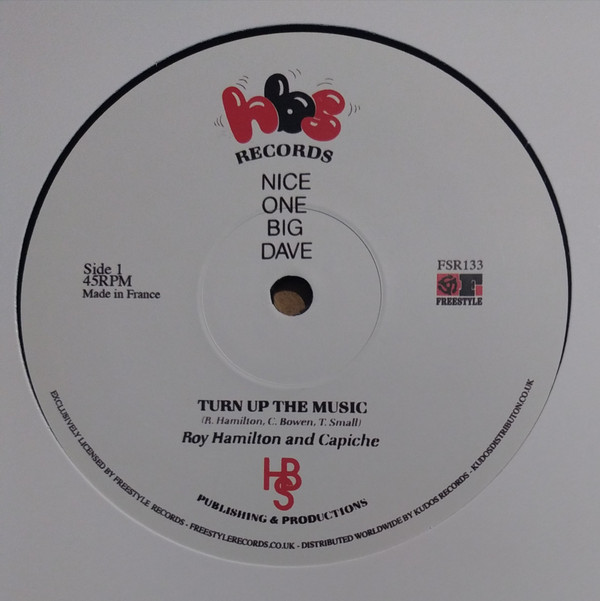 hbs
RECORDS
NICE
ONE
BIG
DAVE
Side 1
45RPM
Made in France
FSR133
F
FREESTYLE
TURN UP THE MUSIC
(R. Hamilton, C. Bowen, T. Small)
Roy Hamilton and Capiche
HBS
PUBLISHING & PRODUCTIONS
EXCLUSIVELY LICENSED BY FREESTYLE RECORDS - FREESTYLERECORDS.CO.UK - DISTRIBUTED WORLDWIDE BY KUDOS RECORDS - KUDOSDISTRIBUTON.CO.UK